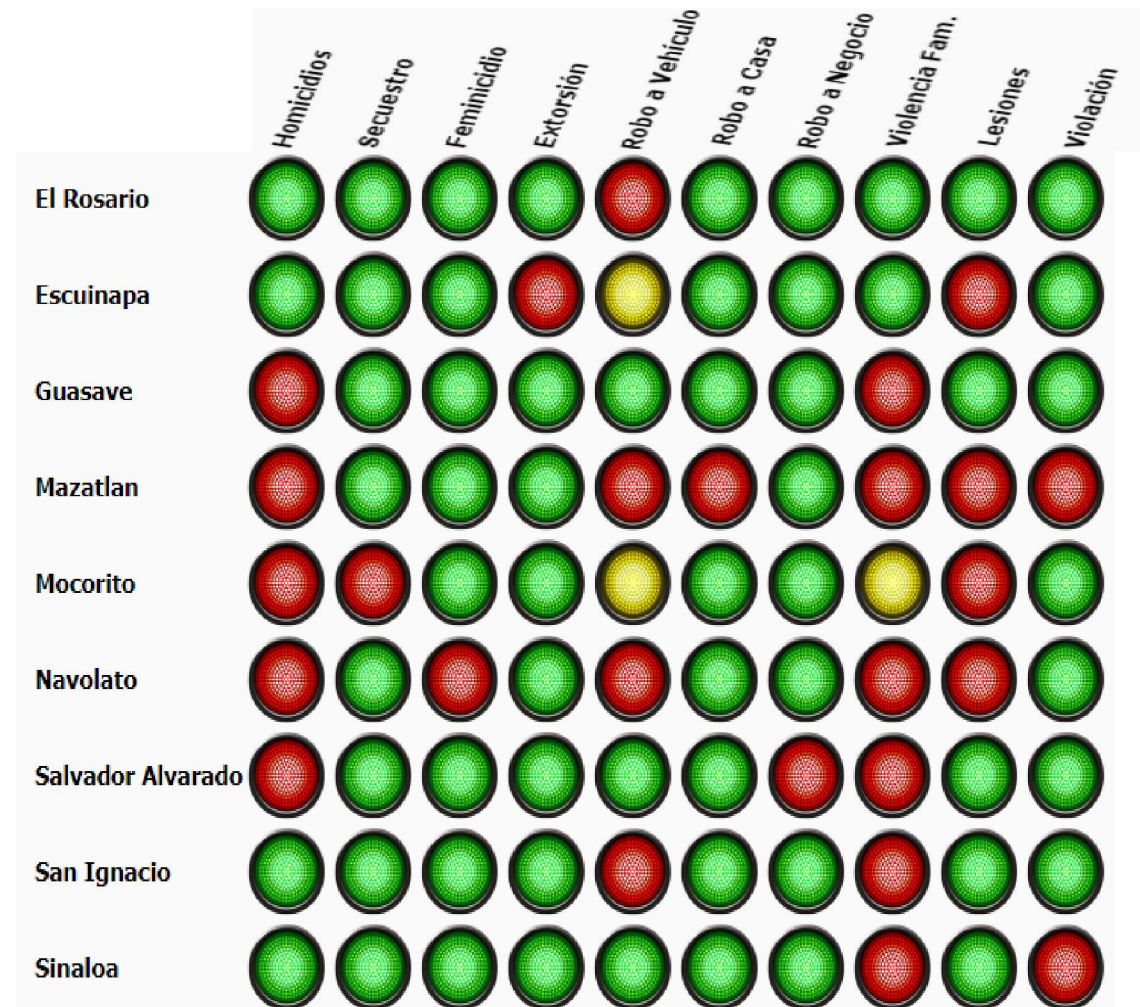 Homicidios
Secuestro
Feminicidio
Extorsión
Robo a Vehiculo
Robo a Casa
Robo a Negocio
Violencia Fam.
Lesiones
Violación
El Rosario
Escuinapa
Guasave
Mazatlan
Mocorito
Navolato
Salvador Alvarado
San Ignacio
Sinaloa